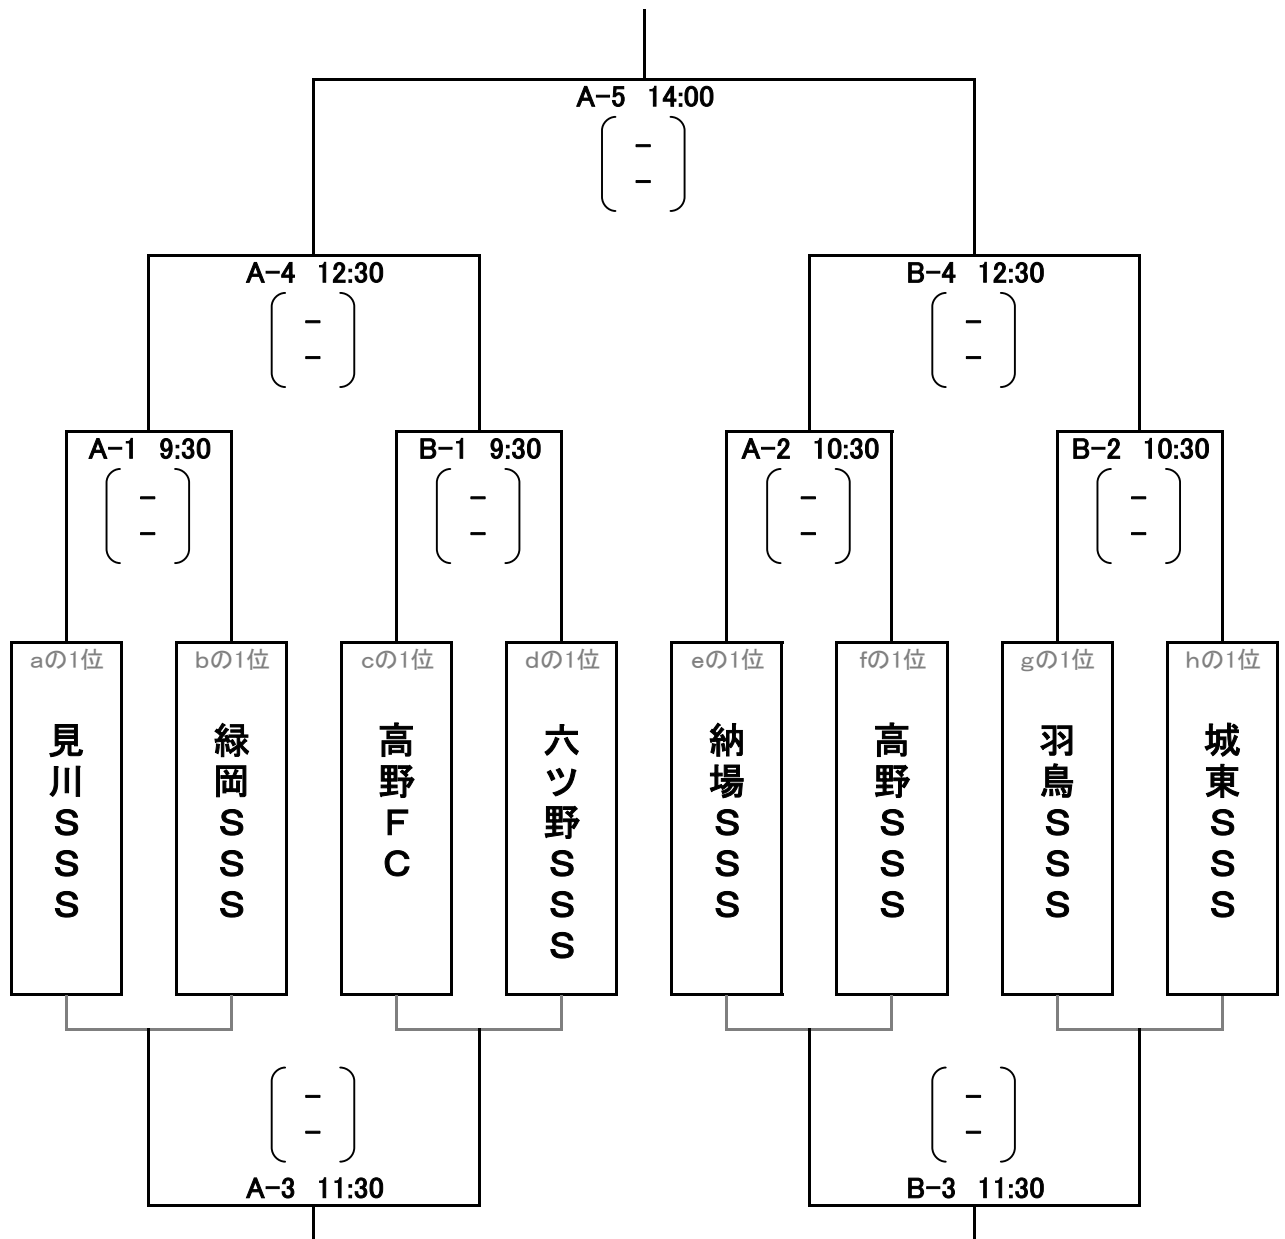 A-5 14:00
-
-
A-4 12:30
-
-
B-4 12:30
-
-
A-1 9:30
-
-
B-1 9:30
-
-
A-2 10:30
-
-
B-2 10:30
-
-
aの1位
見川SSS
bの1位
緑岡SSS
cの1位
高野FC
dの1位
六ツ野SSS
eの1位
納場SSS
fの1位
高野SSS
gの1位
羽鳥SSS
hの1位
城東SSS
-
-
A-3 11:30
-
-
B-3 11:30